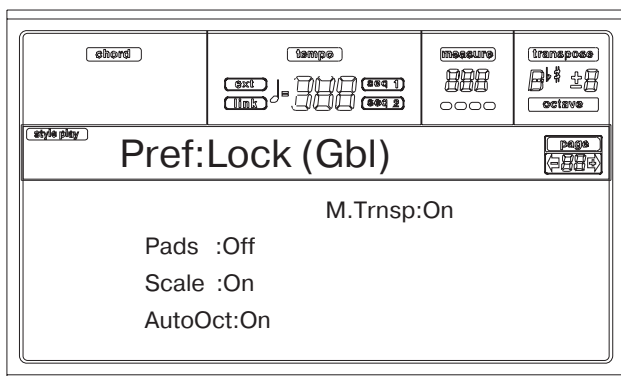 chord
tempo
measure
transpose
ext
seq 1
link
seq 2
octave
style play
Pref:Lock (Gbl)
page
M.Trnsp:On
Pads :Off
Scale :On
AutoOct:On